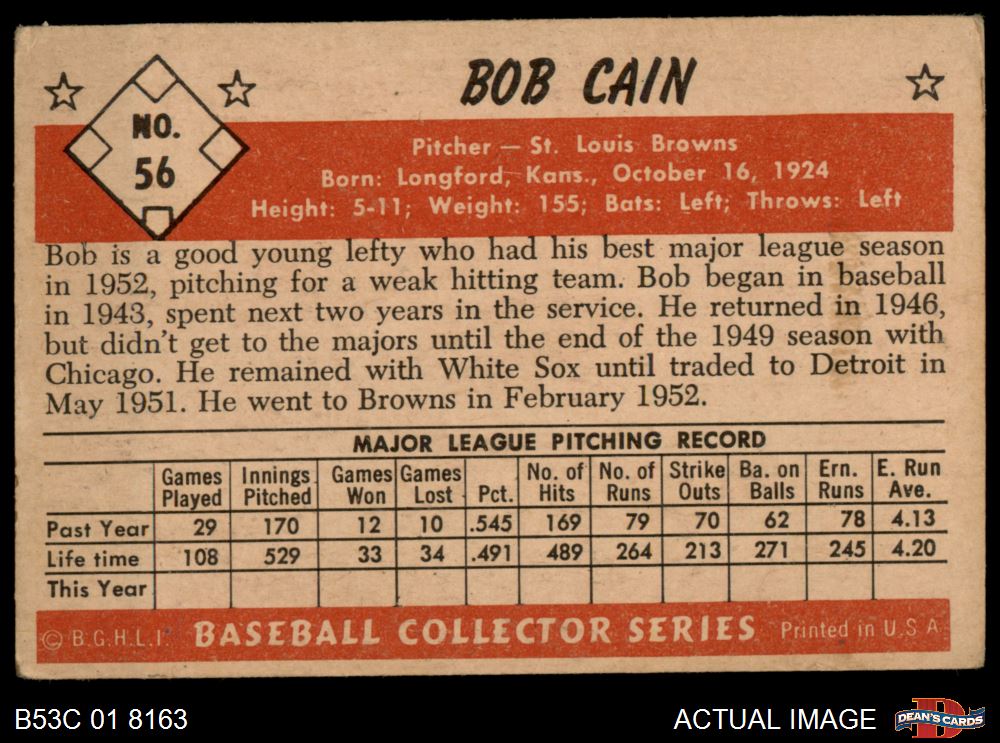 BOB CAIN
NO.
56
Pitcher — St. Louis Browns
Born: Longford, Kans., October 16, 1924
Height: 5-11; Weight: 155; Bats: Left; Throws: Left
Bob is a good young lefty who had his best major league season
in 1952, pitching for a weak hitting team. Bob began in baseball
in 1943, spent next two years in the service. He returned in 1946,
but didn't get to the majors until the end of the 1949 season with
Chicago. He remained with White Sox until traded to Detroit in
May 1951. He went to Browns in February 1952.
MAJOR LEAGUE PITCHING RECORD
Games Played Innings Pitched Games Won Games Lost Pct. No. of Hits No. of Runs Strike Outs Ba. on Balls Ern. Runs E. Run Ave.
Past Year 29 170 12 10 .545 169 79 70 62 78 4.13
Life time 108 529 33 34 .491 489 264 213 271 245 4.20
This Year
© B.G.H.L.I. BASEBALL COLLECTOR SERIES Printed in U.S.A.
B53C 01 8163 ACTUAL IMAGE DEAN'S CARDS